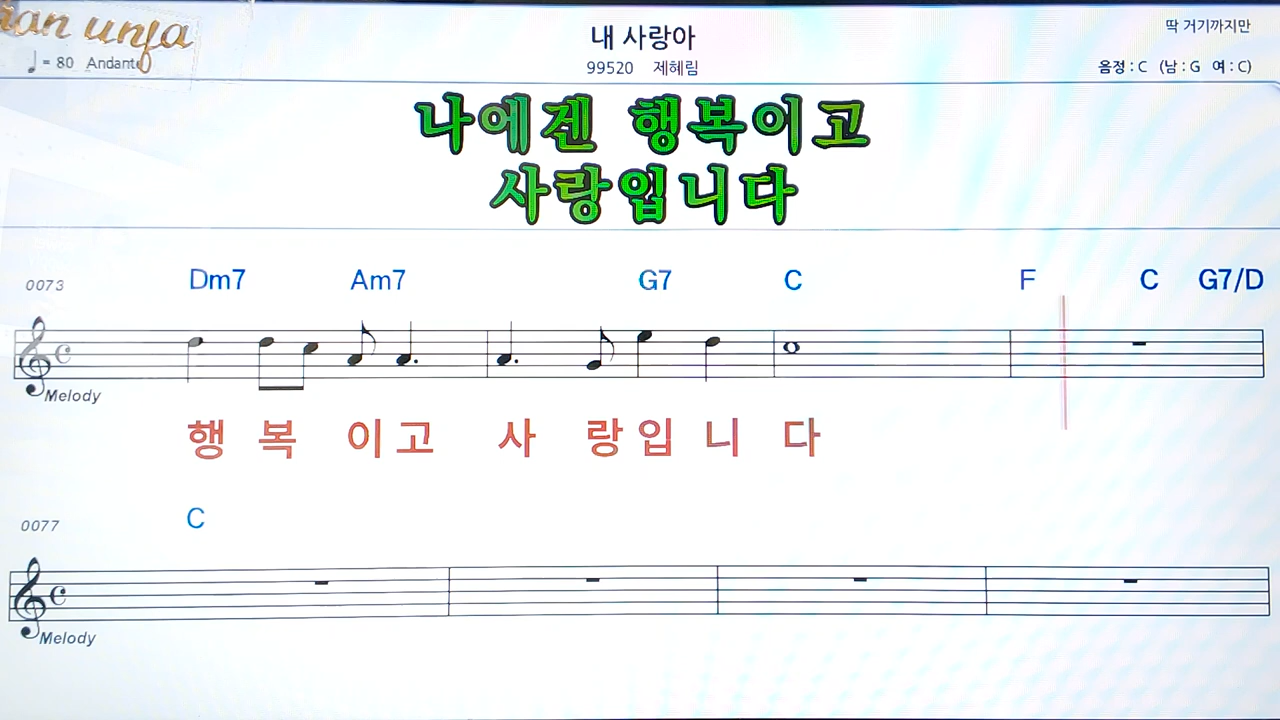 unja
내 사랑아
딱 거기까지만
♩ = 80 Andante
99520 제혜림
음정 : C (남 : G 여 : C)
나에겐 행복이고
사랑입니다
0073 Dm7 Am7 G7 C F C G7/D
Melody
행 복 이 고 사 랑 입 니 다
0077 C
Melody